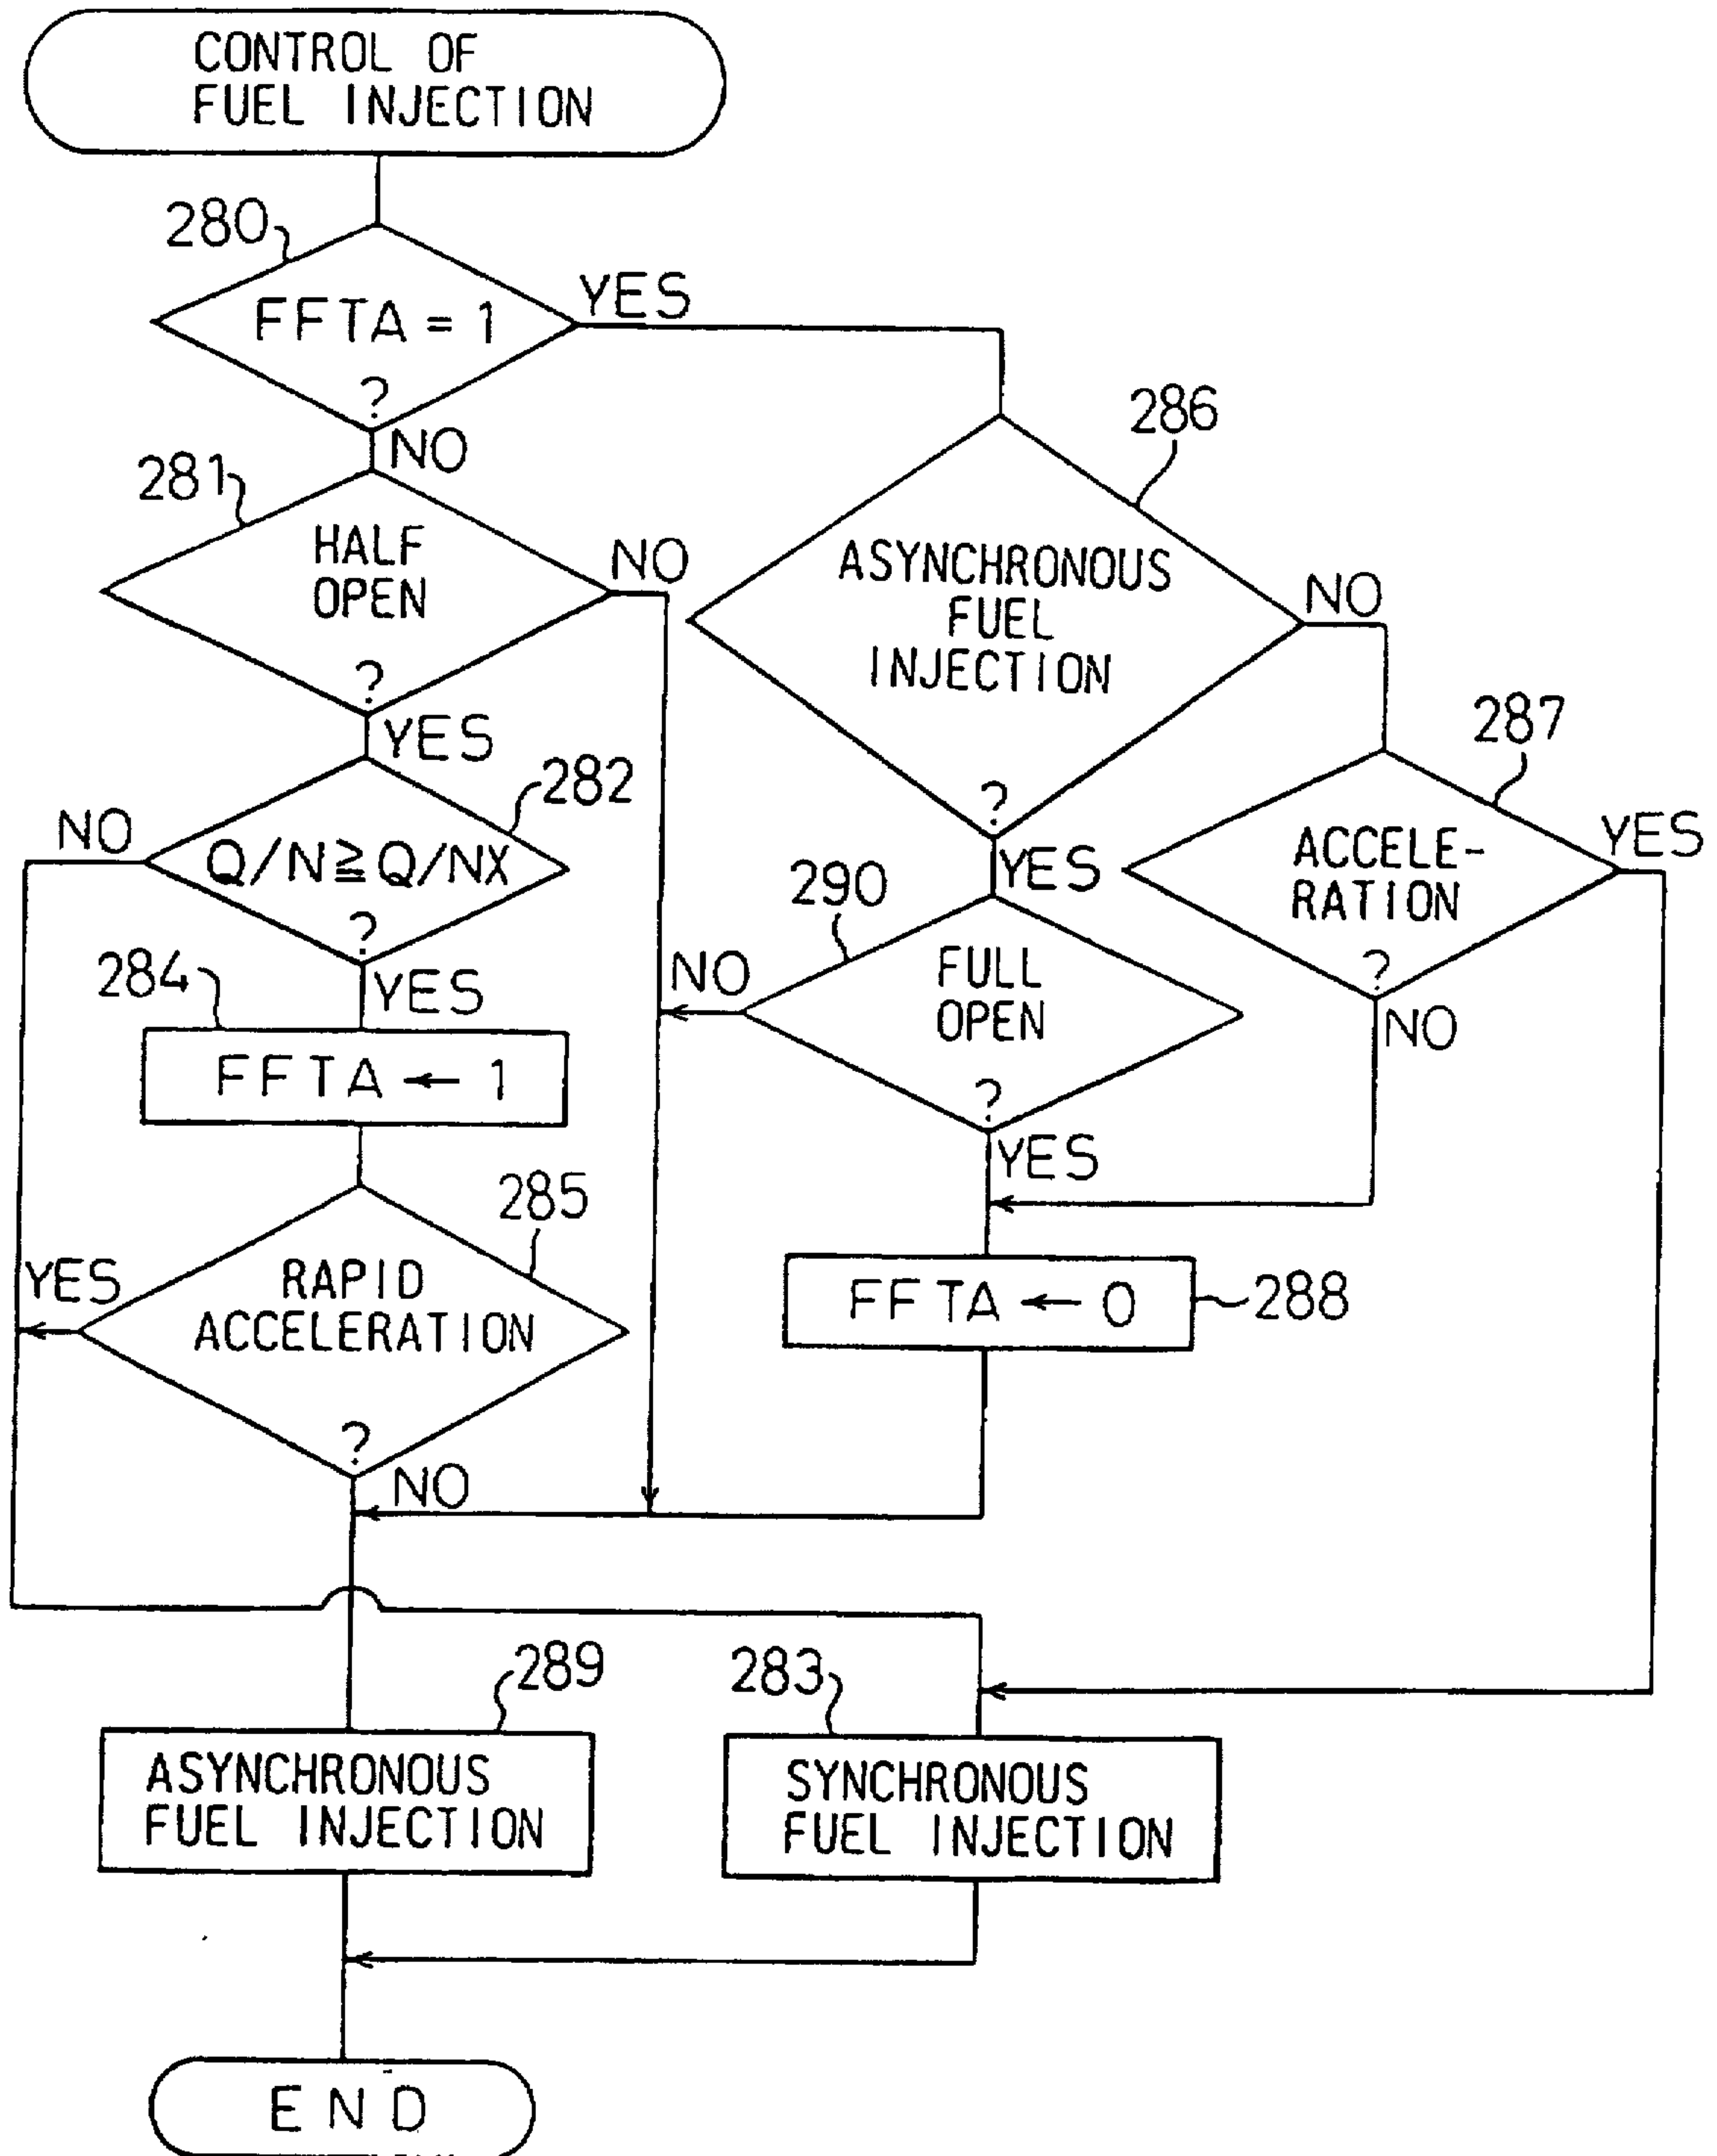 CONTROL OF
FUEL INJECTION
280
FFTA = 1
?
YES
NO
281
HALF
OPEN
?
NO
YES
286
ASYNCHRONOUS
FUEL
INJECTION
?
NO
YES
282
Q/N≧Q/NX
?
NO
YES
287
ACCELE-
RATION
?
YES
NO
290
FULL
OPEN
?
NO
YES
284
FFTA ← 1
285
RAPID
ACCELERATION
?
YES
NO
FFTA ← 0
288
289
ASYNCHRONOUS
FUEL INJECTION
283
SYNCHRONOUS
FUEL INJECTION
END